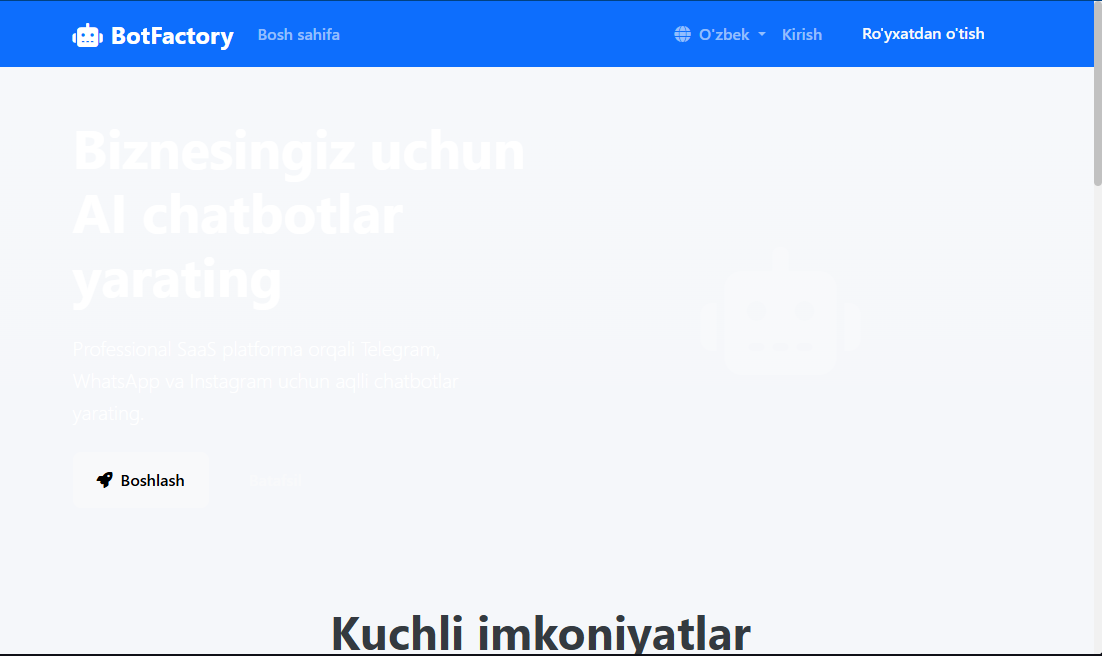 BotFactory
Bosh sahifa
O'zbek
Kirish
Ro'yxatdan o'tish
Biznesingiz uchun
AI chatbotlar
yarating
Professional SaaS platforma orqali Telegram,
WhatsApp va Instagram uchun aqlli chatbotlar
yarating.
Boshlash
Kuchli imkoniyatlar